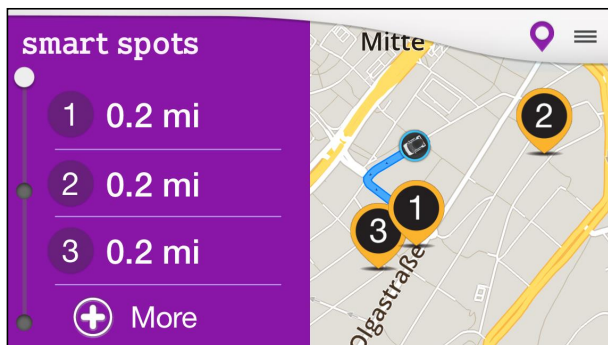 smart spots
1 0.2 mi
2 0.2 mi
3 0.2 mi
More
Mitte
2
1
3
Olgastraße